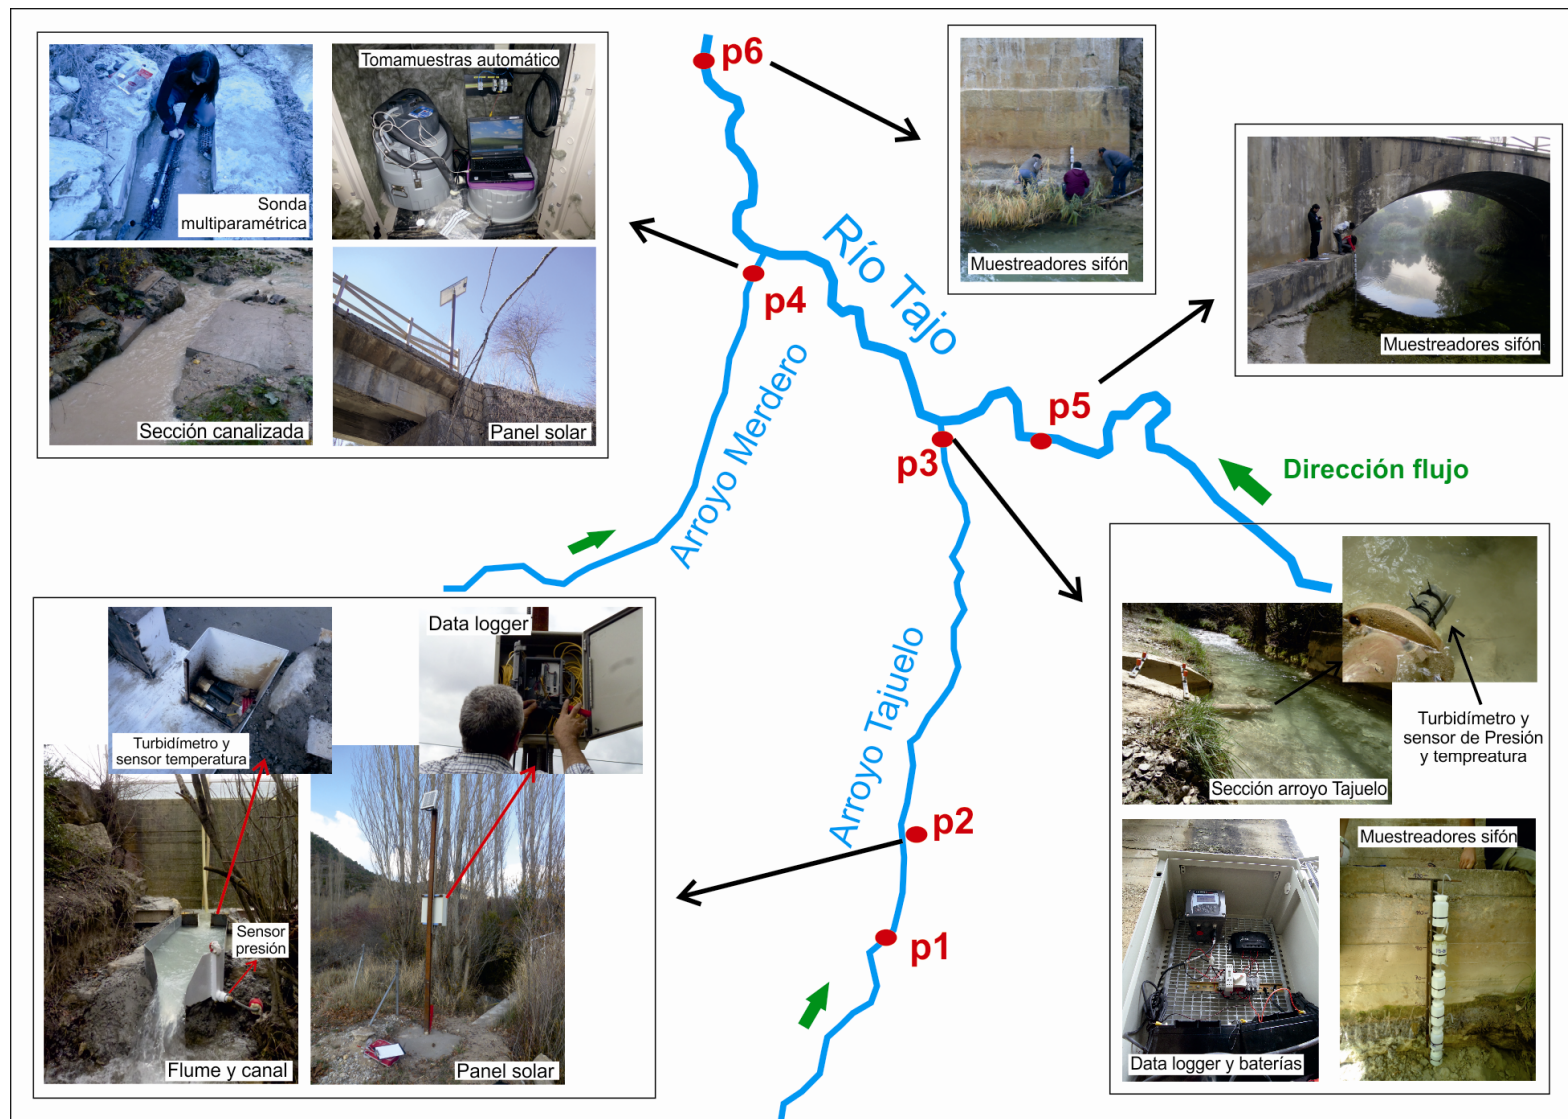 Tomamuestras automático
Sonda
multiparamétrica
Sección canalizada
Panel solar
p6
Muestreadores sifón
Muestreadores sifón
Río Tajo
p4
Arroyo Merdero
p5
p3
Dirección flujo
Data logger
Turbidímetro y
sensor temperatura
Sensor
presión
Flume y canal
Panel solar
Arroyo Tajuelo
p2
p1
Turbidímetro y
sensor de Presión
y tempreatura
Sección arroyo Tajuelo
Muestreadores sifón
Data logger y baterías